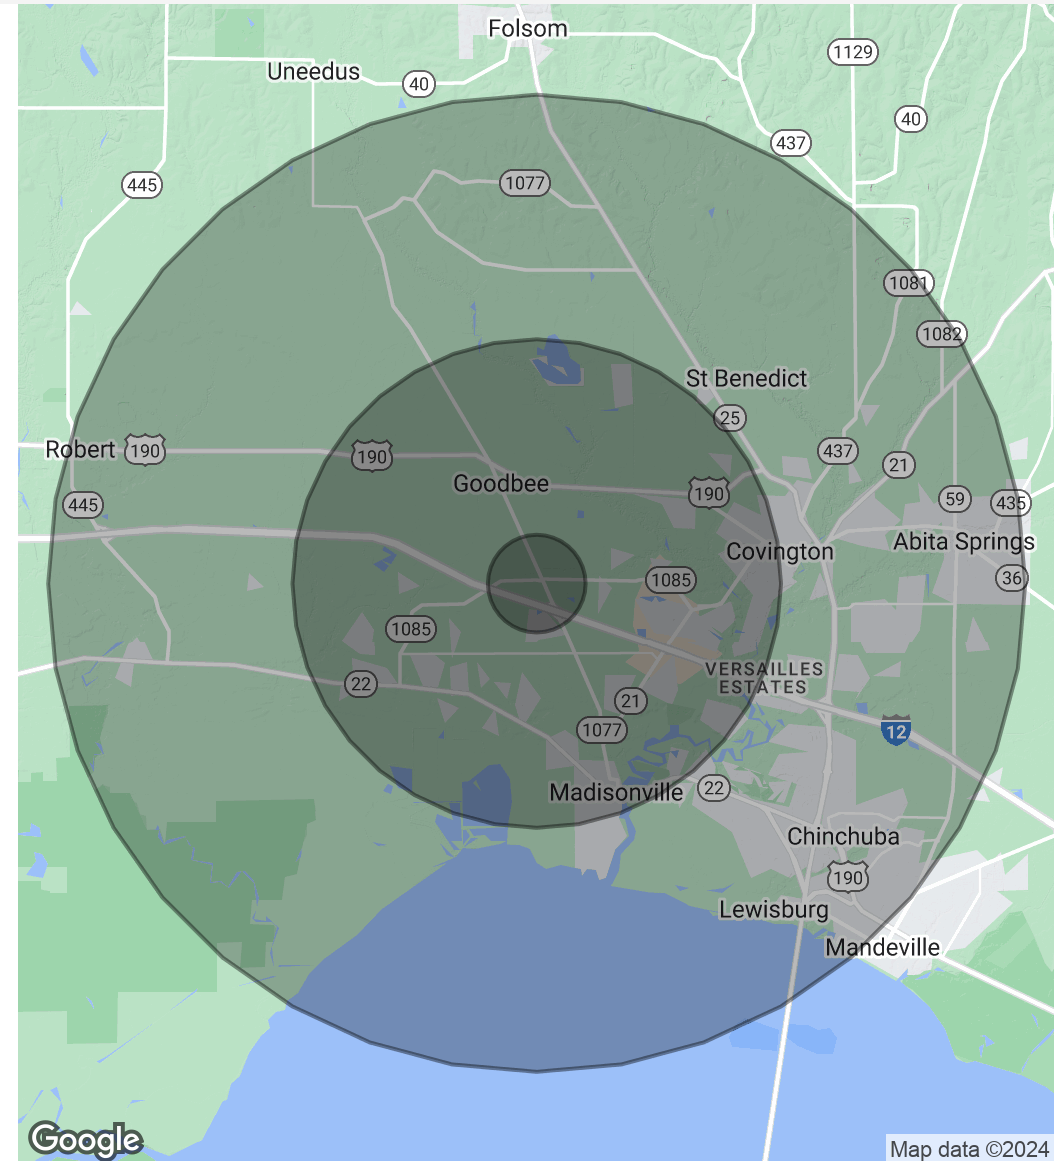 Folsom
1129
Uneedus
40
40
437
445
1077
1081
1082
St Benedict
25
Robert
190
190
437
21
Goodbee
190
445
59
435
Covington
Abita Springs
1085
36
1085
VERSAILLES
ESTATES
22
21
1077
12
Madisonville
22
Chinchuba
190
Lewisburg
Mandeville
Google
Map data ©2024